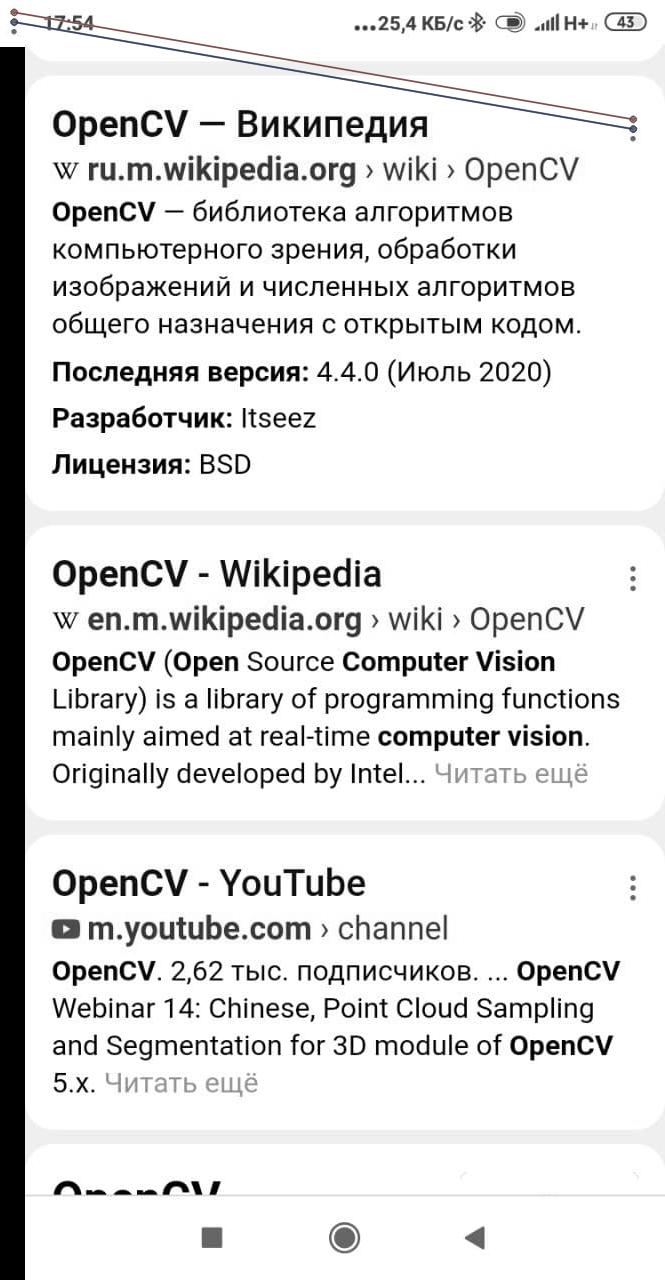 17:54
...25,4 КБ/с H+ 43
OpenCV — Википедия
W ru.m.wikipedia.org › wiki › OpenCV
OpenCV — библиотека алгоритмов
компьютерного зрения, обработки
изображений и численных алгоритмов
общего назначения с открытым кодом.
Последняя версия: 4.4.0 (Июль 2020)
Разработчик: Itseez
Лицензия: BSD
OpenCV - Wikipedia
W en.m.wikipedia.org › wiki › OpenCV
OpenCV (Open Source Computer Vision
Library) is a library of programming functions
mainly aimed at real-time computer vision.
Originally developed by Intel... Читать ещё
OpenCV - YouTube
m.youtube.com › channel
OpenCV. 2,62 тыс. подписчиков. ... OpenCV
Webinar 14: Chinese, Point Cloud Sampling
and Segmentation for 3D module of OpenCV
5.x. Читать ещё
OpenCV